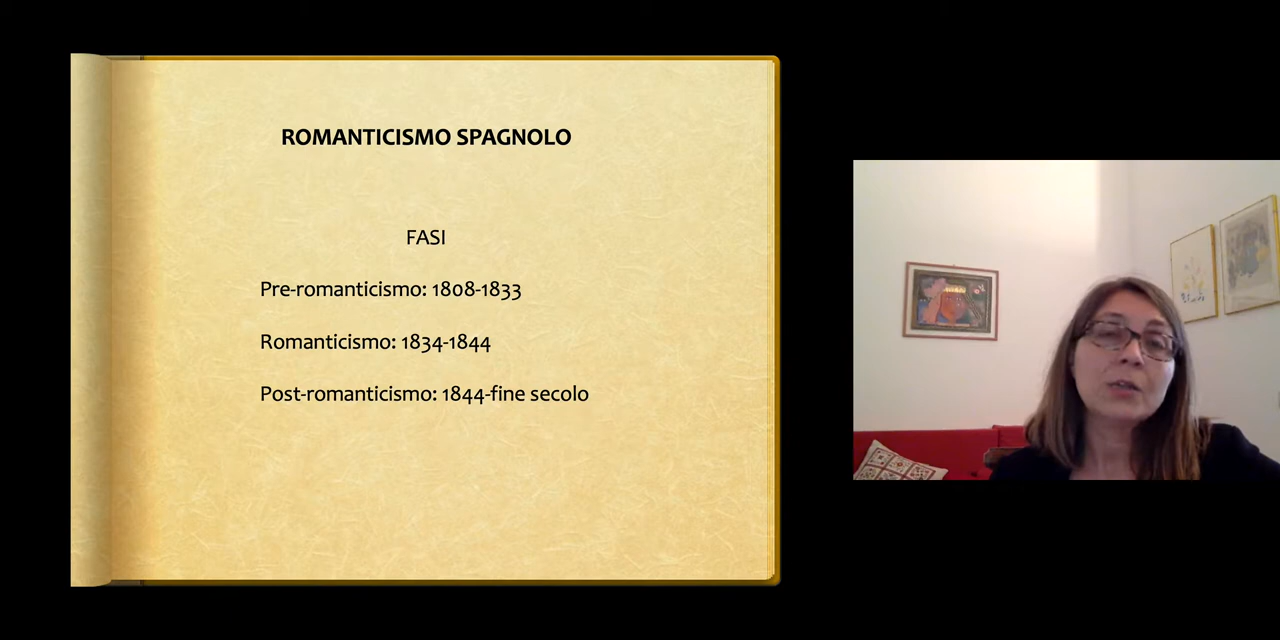 ROMANTICISMO SPAGNOLO
FASI
Pre-romanticismo: 1808-1833
Romanticismo: 1834-1844
Post-romanticismo: 1844-fine secolo